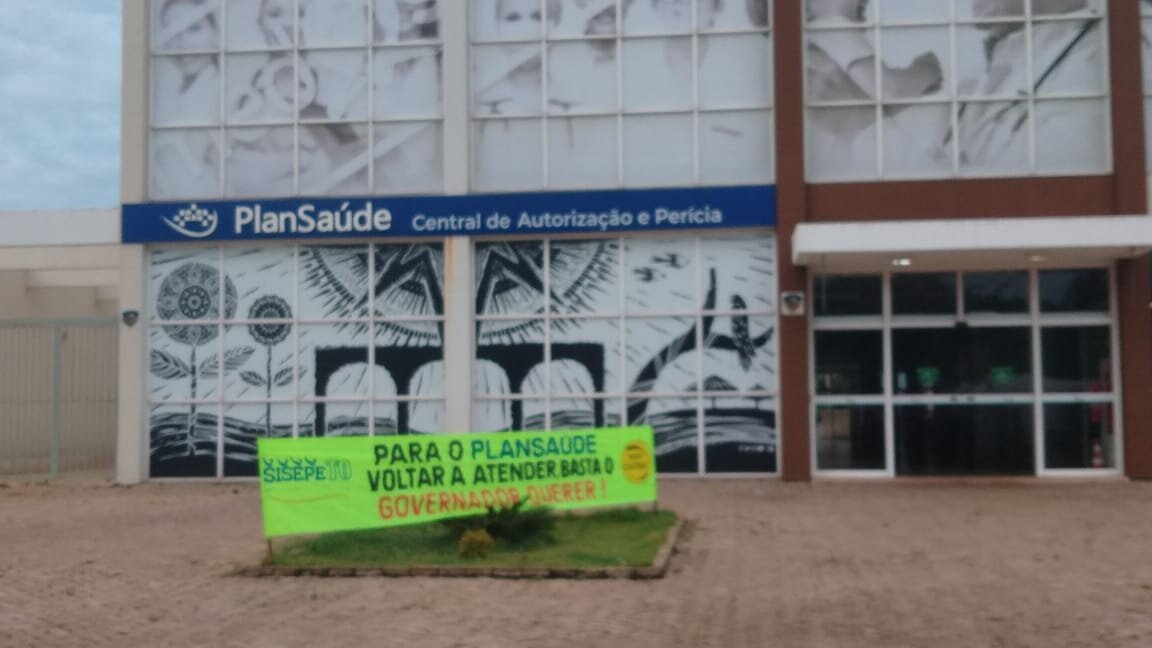 PlanSaúde Central de Autorização e Perícia
SISEPE TO
PARA O PLANSAÚDE
VOLTAR A ATENDER BASTA O
GOVERNADOR QUERER !